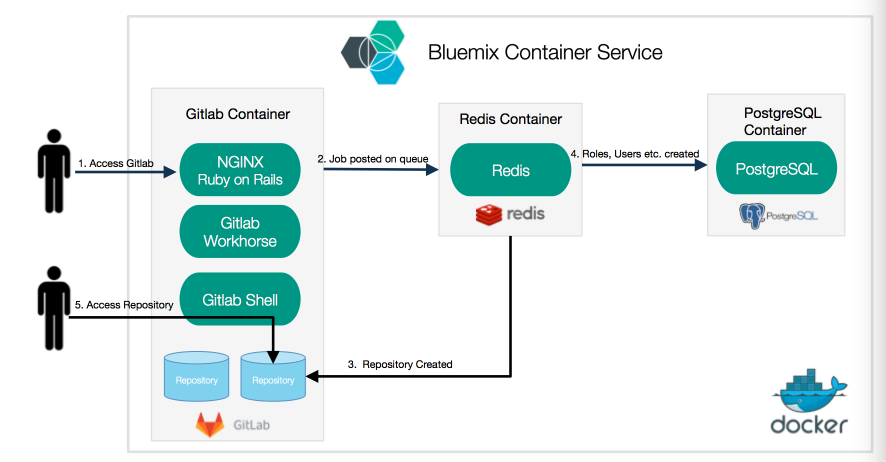 Bluemix Container Service
Gitlab Container
Redis Container
PostgreSQL
Container
1. Access Gitlab
NGINX
Ruby on Rails
2. Job posted on queue
Redis
4. Roles, Users etc. created
PostgreSQL
redis
PostgreSQL
Gitlab
Workhorse
5. Access Repository
Gitlab Shell
3. Repository Created
Repository
Repository
GitLab
docker